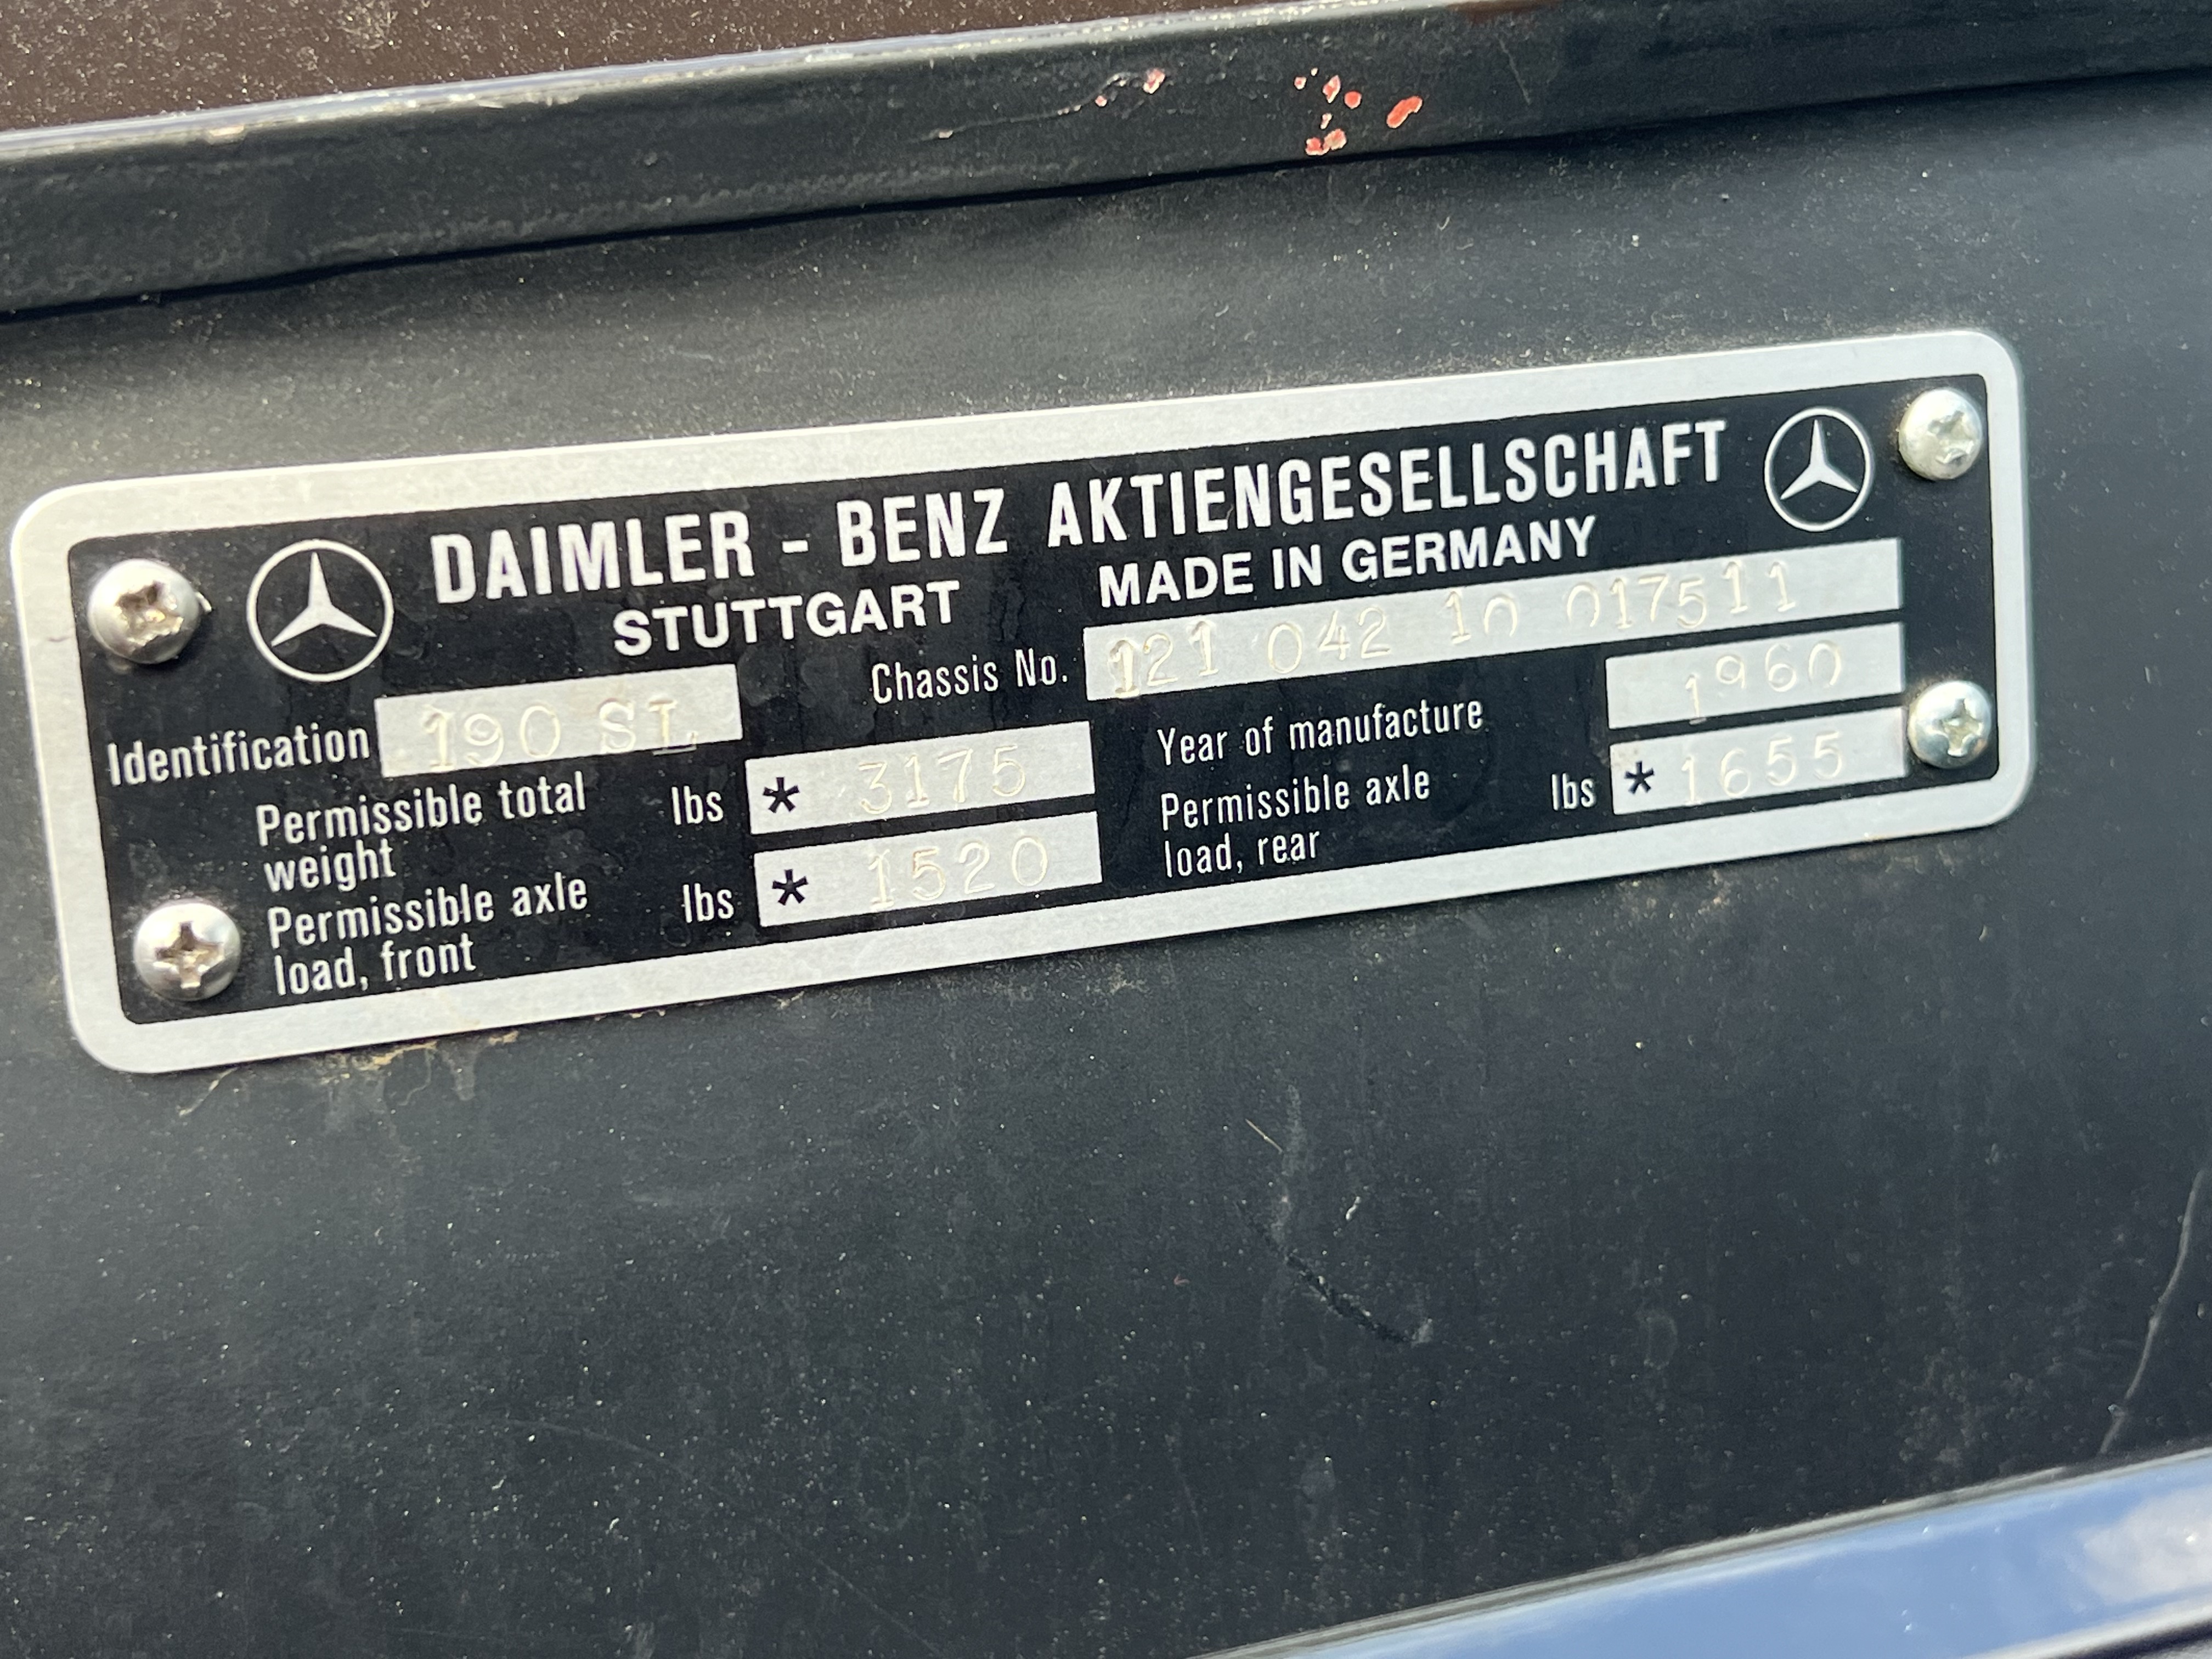 DAIMLER - BENZ AKTIENGESELLSCHAFT
STUTTGART MADE IN GERMANY
Identification 190 SL Chassis No. 121 042 10 017511
Permissible total weight lbs * 3175 Year of manufacture 1960
Permissible axle load, front lbs * 1520 Permissible axle load, rear lbs * 1655